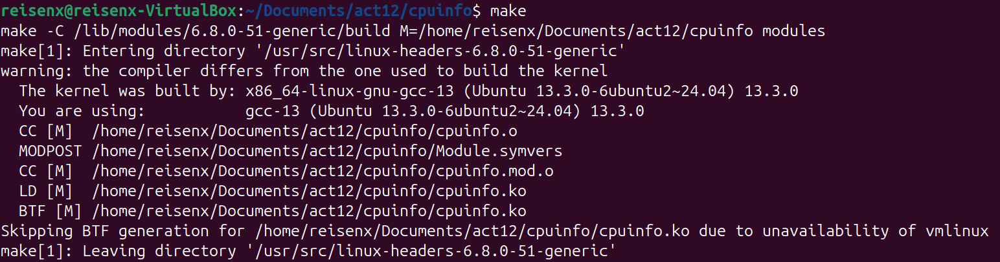 reisenx@reisenx-VirtualBox:~/Documents/act12/cpuinfo$ make
make -C /lib/modules/6.8.0-51-generic/build M=/home/reisenx/Documents/act12/cpuinfo modules
make[1]: Entering directory '/usr/src/linux-headers-6.8.0-51-generic'
warning: the compiler differs from the one used to build the kernel
  The kernel was built by: x86_64-linux-gnu-gcc-13 (Ubuntu 13.3.0-6ubuntu2~24.04) 13.3.0
  You are using:           gcc-13 (Ubuntu 13.3.0-6ubuntu2~24.04) 13.3.0
  CC [M]  /home/reisenx/Documents/act12/cpuinfo/cpuinfo.o
  MODPOST /home/reisenx/Documents/act12/cpuinfo/Module.symvers
  CC [M]  /home/reisenx/Documents/act12/cpuinfo/cpuinfo.mod.o
  LD [M]  /home/reisenx/Documents/act12/cpuinfo/cpuinfo.ko
  BTF [M] /home/reisenx/Documents/act12/cpuinfo/cpuinfo.ko
Skipping BTF generation for /home/reisenx/Documents/act12/cpuinfo/cpuinfo.ko due to unavailability of vmlinux
make[1]: Leaving directory '/usr/src/linux-headers-6.8.0-51-generic'